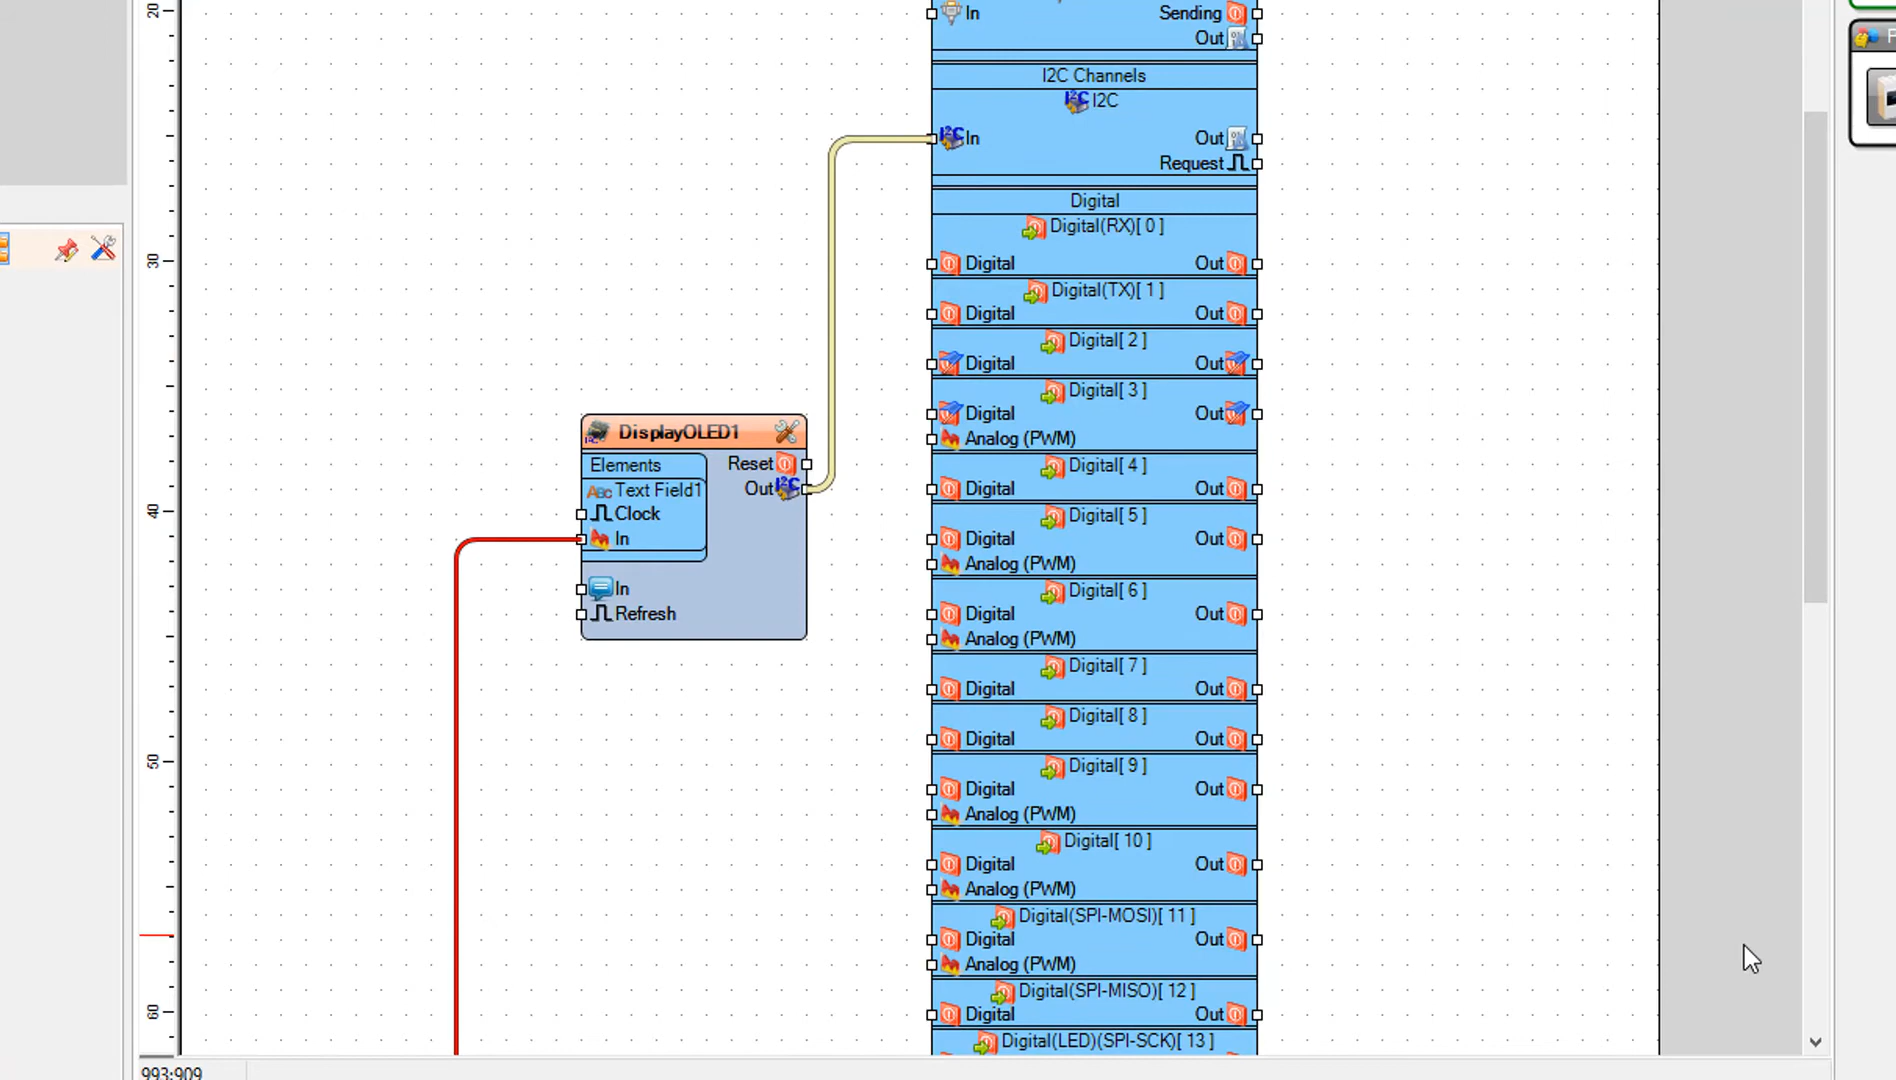 In
Sending
Out
I2C Channels
I2C
In
Out
Request
Digital
Digital(RX)[ 0 ]
Digital
Out
Digital(TX)[ 1 ]
Digital
Out
Digital[ 2 ]
Digital
Out
Digital[ 3 ]
Digital
Out
Analog (PWM)
Digital[ 4 ]
Digital
Out
Digital[ 5 ]
Digital
Out
Analog (PWM)
Digital[ 6 ]
Digital
Out
Analog (PWM)
Digital[ 7 ]
Digital
Out
Digital[ 8 ]
Digital
Out
Digital[ 9 ]
Digital
Out
Analog (PWM)
Digital[ 10 ]
Digital
Out
Analog (PWM)
Digital(SPI-MOSI)[ 11 ]
Digital
Out
Analog (PWM)
Digital(SPI-MISO)[ 12 ]
Digital
Out
Digital(LED)(SPI-SCK)[ 13 ]
DisplayOLED1
Elements
Reset
Text Field1
Out
Clock
In
In
Refresh
20
30
40
50
60
993:909